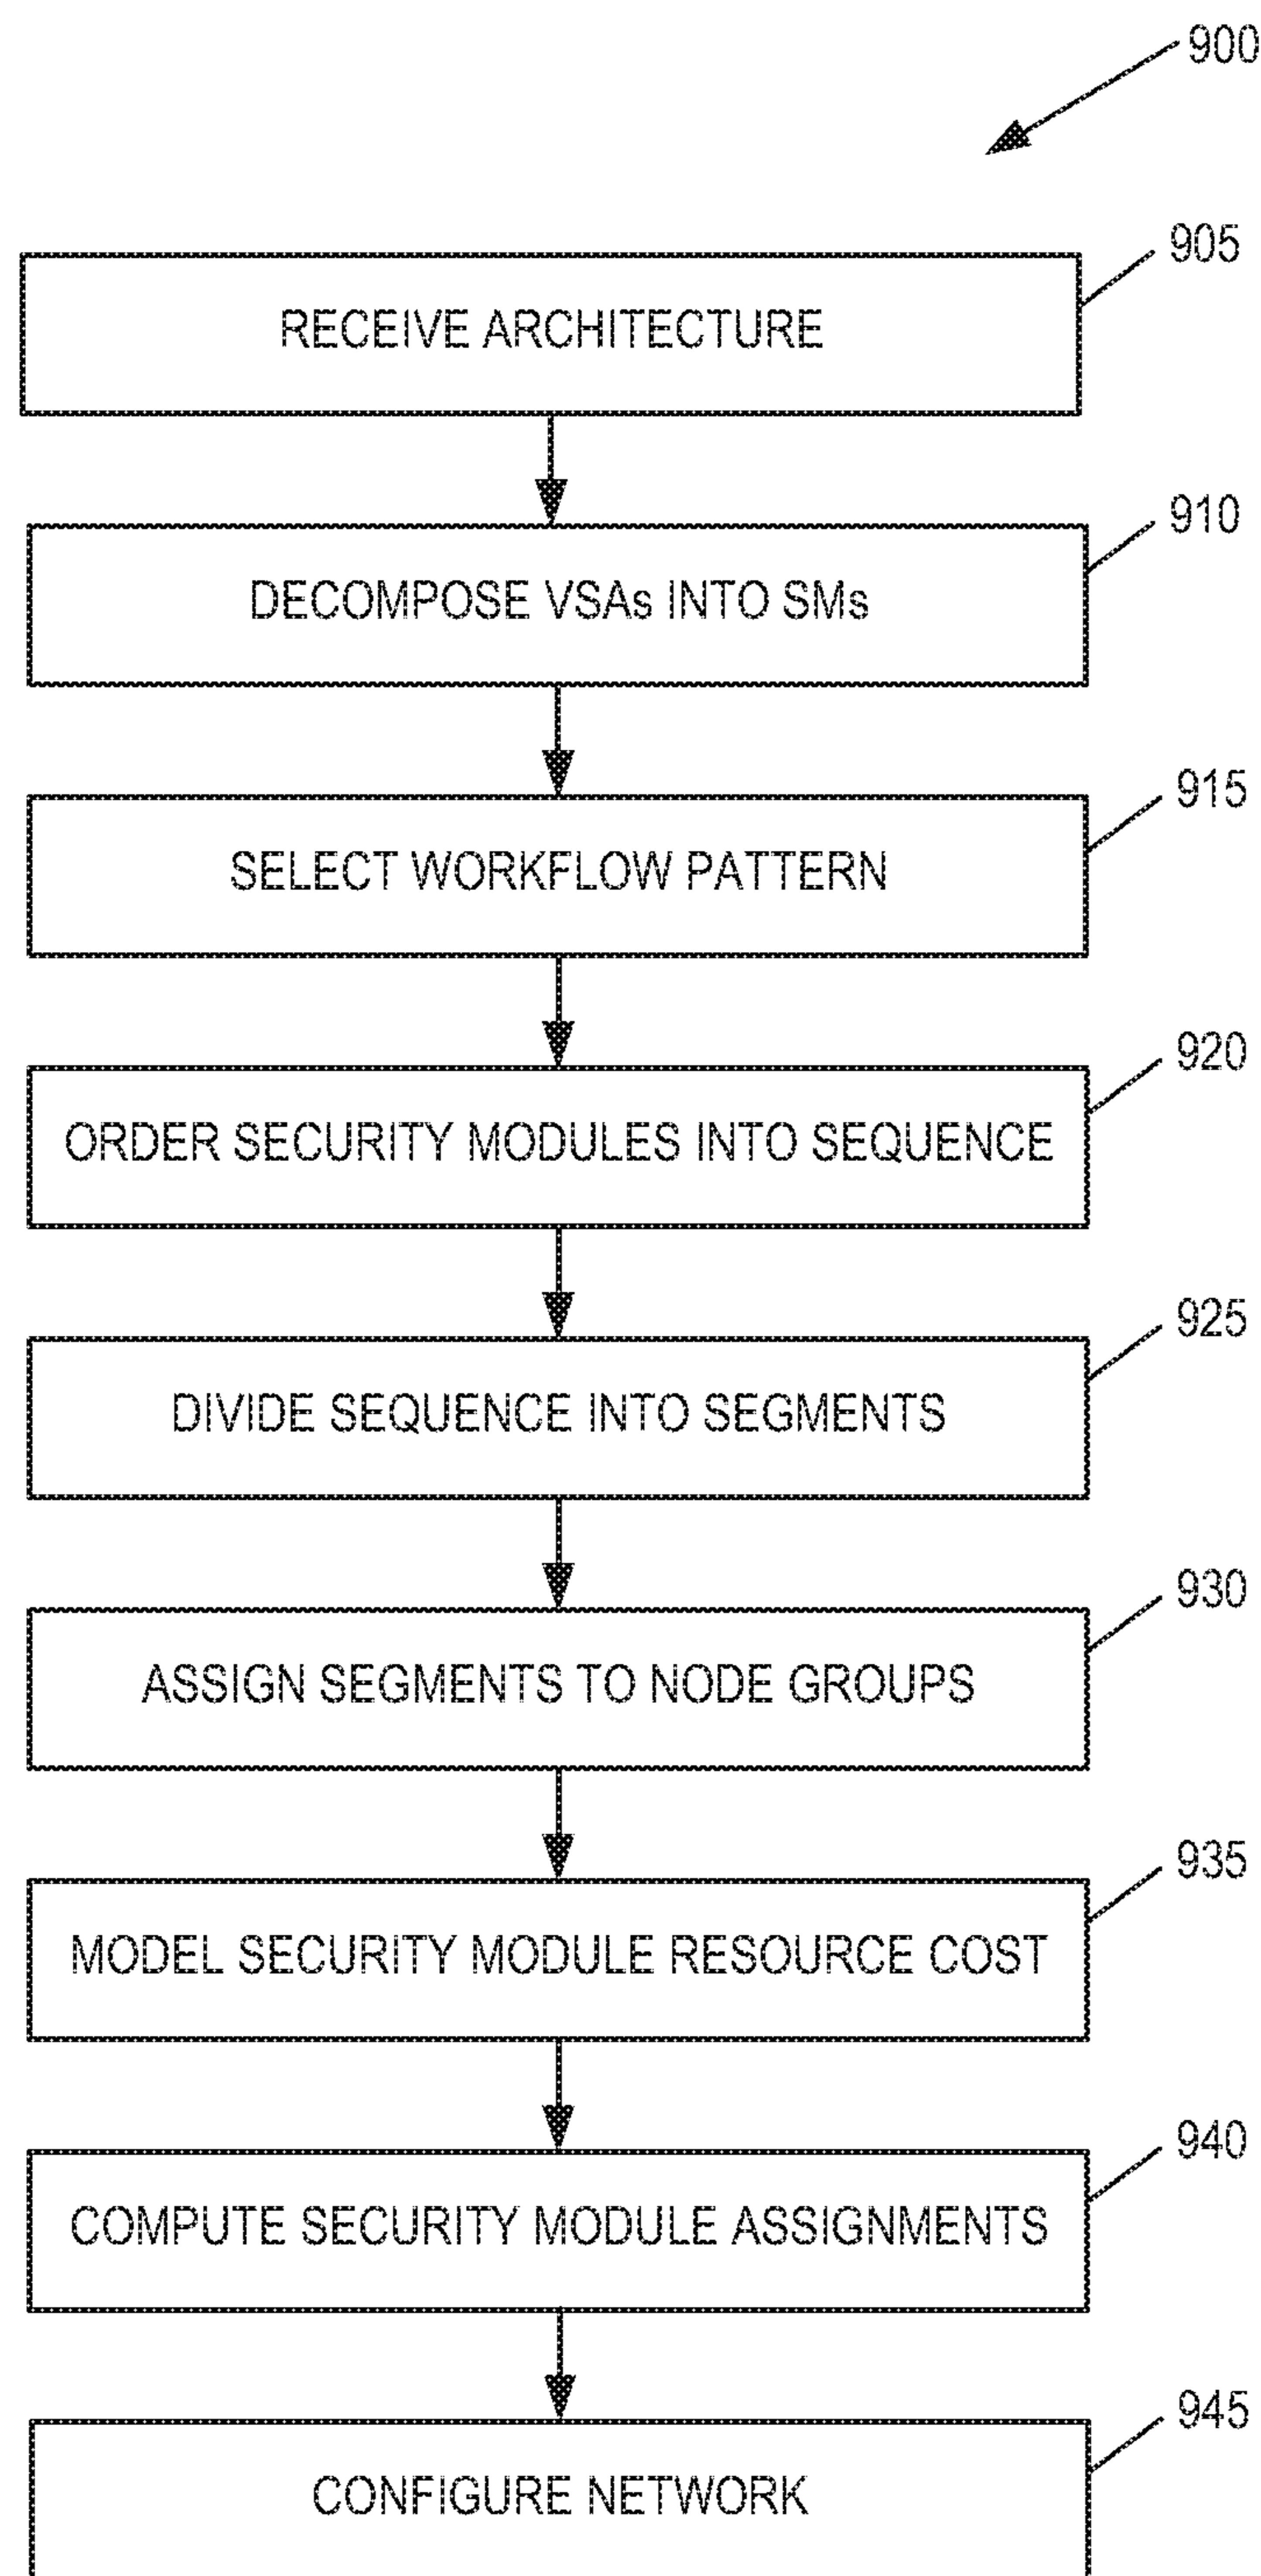 900
905
RECEIVE ARCHITECTURE
910
DECOMPOSE VSAs INTO SMs
915
SELECT WORKFLOW PATTERN
920
ORDER SECURITY MODULES INTO SEQUENCE
925
DIVIDE SEQUENCE INTO SEGMENTS
930
ASSIGN SEGMENTS TO NODE GROUPS
935
MODEL SECURITY MODULE RESOURCE COST
940
COMPUTE SECURITY MODULE ASSIGNMENTS
945
CONFIGURE NETWORK